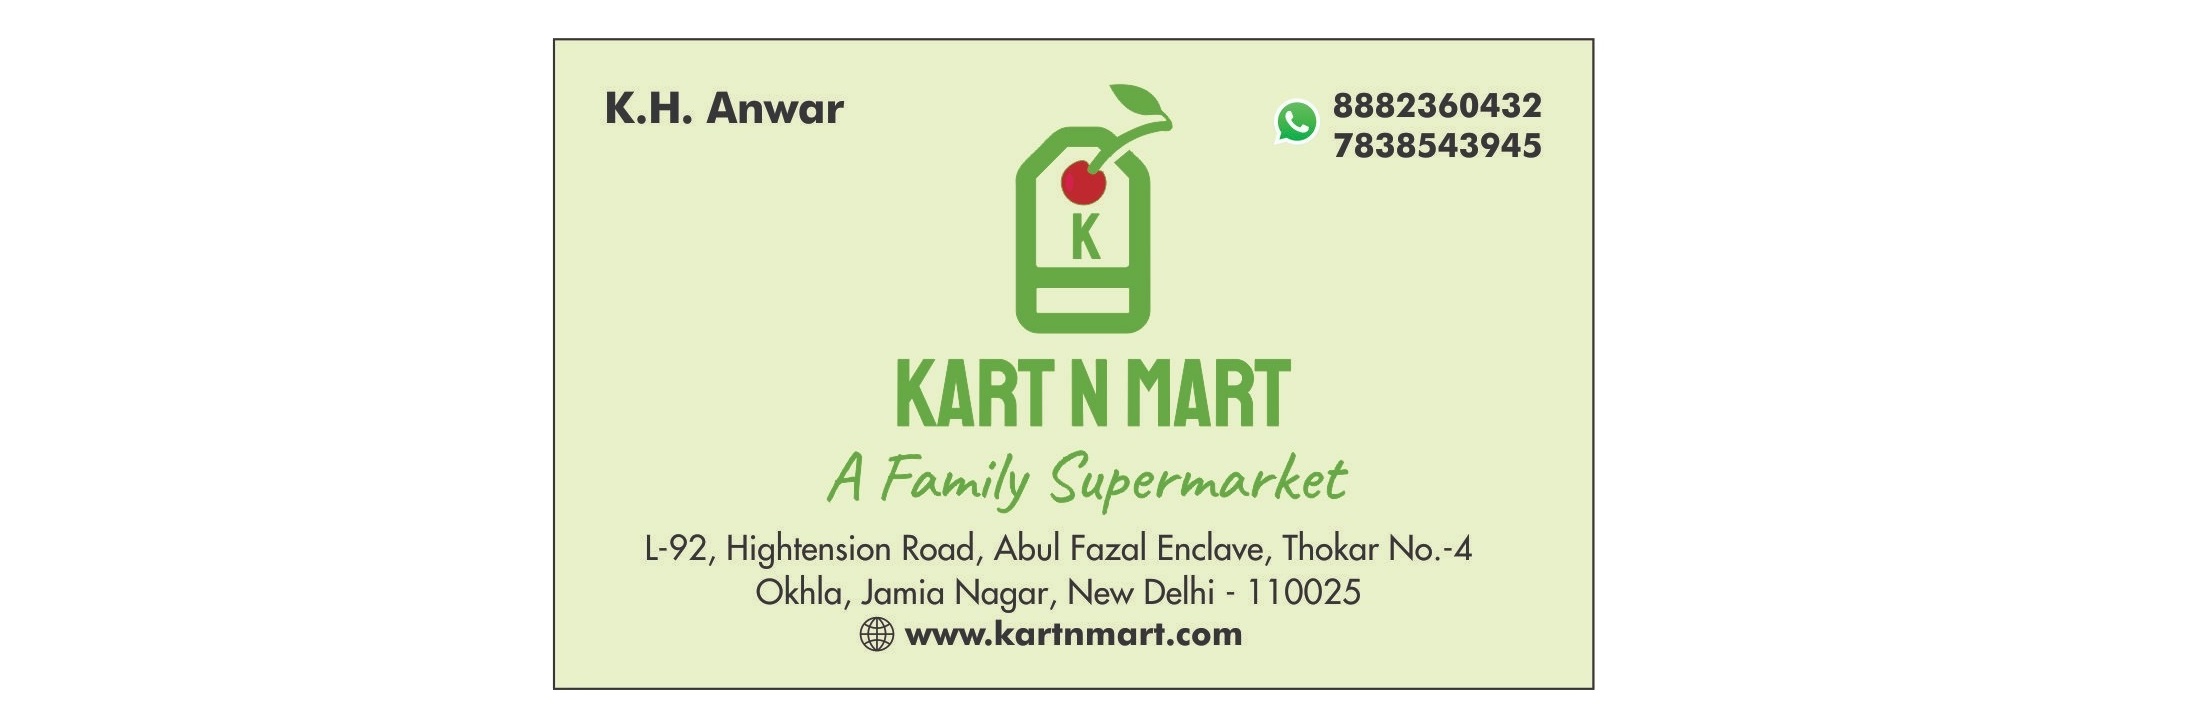 K.H. Anwar
8882360432
7838543945
K
KART N MART
A Family Supermarket
L-92, Hightension Road, Abul Fazal Enclave, Thokar No.-4
Okhla, Jamia Nagar, New Delhi - 110025
www.kartnmart.com